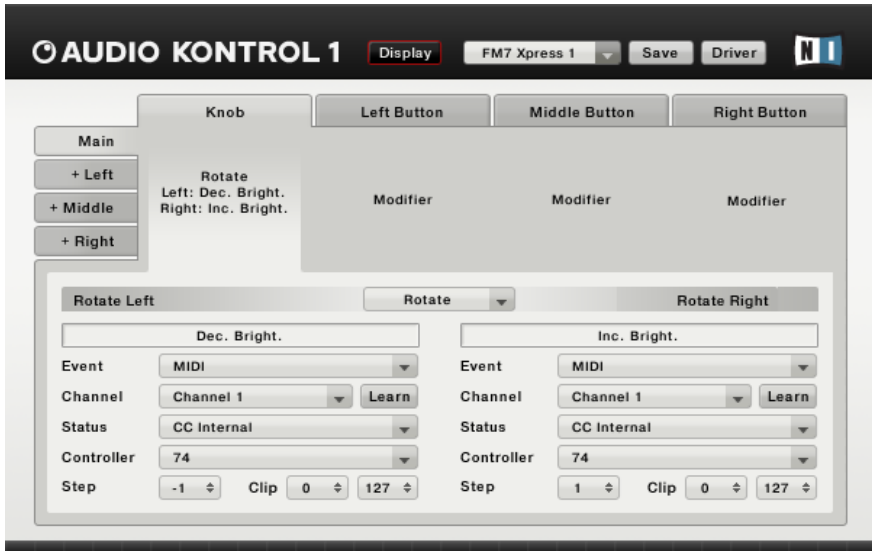 AUDIO KONTROL 1 Display FM7 Xpress 1 Save Driver NI
Knob Left Button Middle Button Right Button
Main
+ Left
+ Middle
+ Right
Rotate
Left: Dec. Bright.
Right: Inc. Bright.
Modifier Modifier Modifier
Rotate Left Rotate Rotate Right
Dec. Bright. Inc. Bright.
Event MIDI Event MIDI
Channel Channel 1 Learn Channel Channel 1 Learn
Status CC Internal Status CC Internal
Controller 74 Controller 74
Step -1 Clip 0 127 Step 1 Clip 0 127